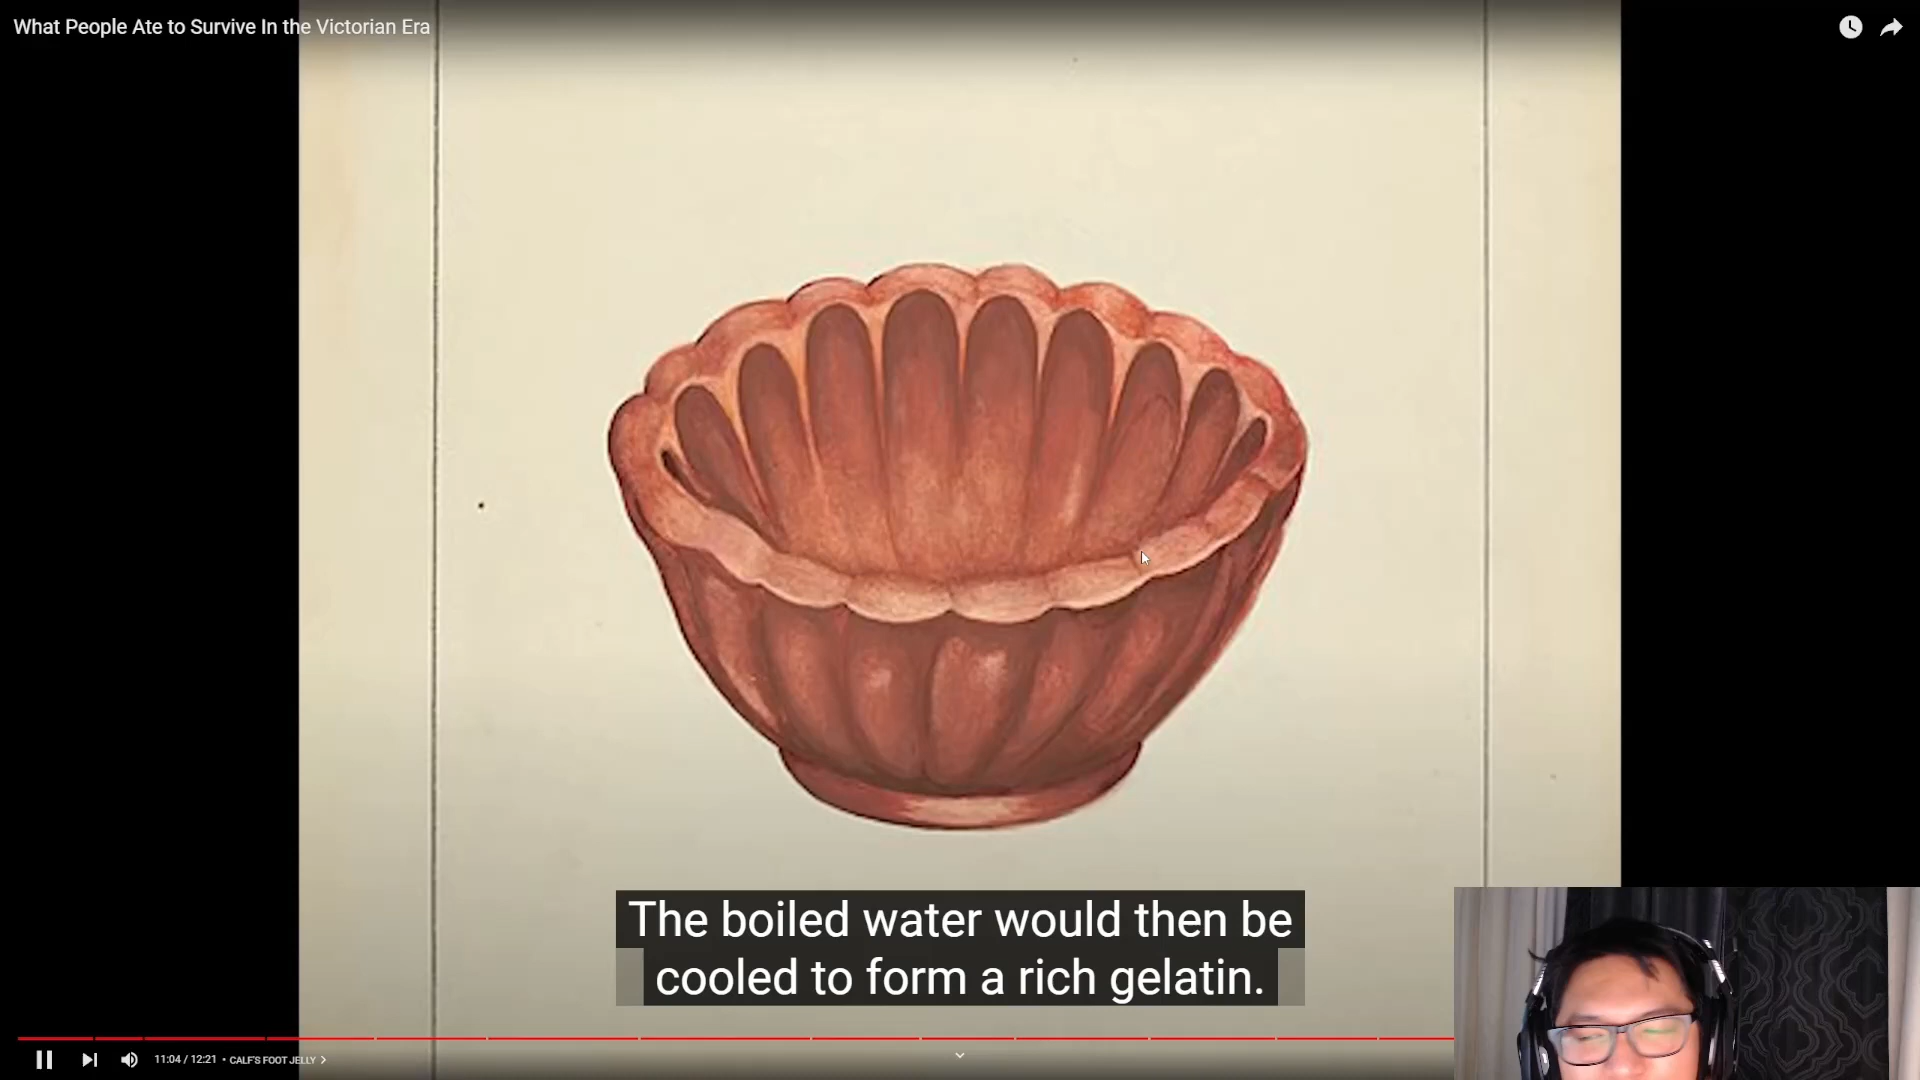 What People Ate to Survive In the Victorian Era
The boiled water would then be
cooled to form a rich gelatin.
11:04 / 12:21 • CALF'S FOOT JELLY >